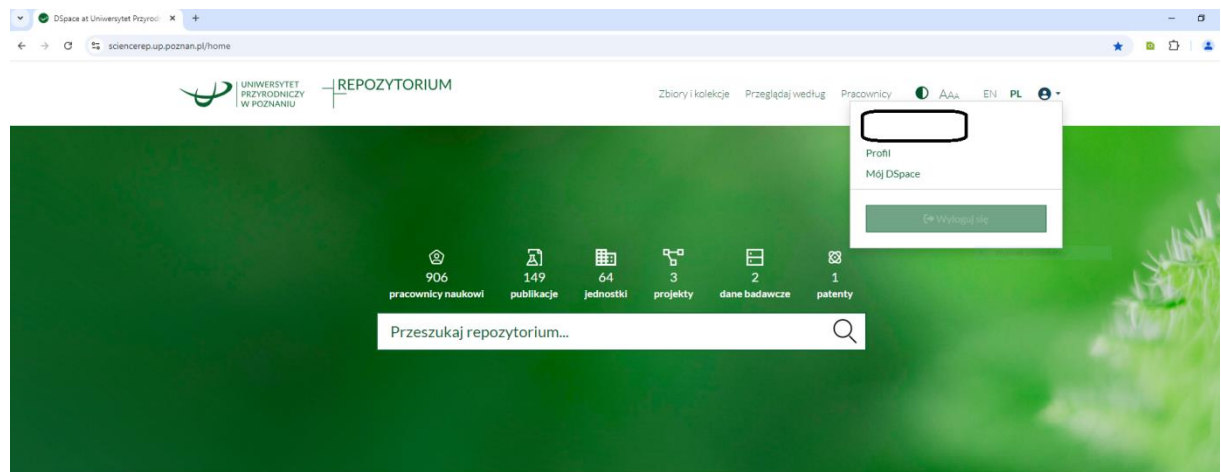 DSpace at Uniwersytet Przyrod
sciencerep.up.poznan.pl/home
UNIWERSYTET
PRZYRODNICZY
W POZNANIU
REPOZYTORIUM
Zbiory i kolekcje Przeglądaj według Pracownicy AAA EN PL
Profil
Mój DSpace
Wyloguj się
906 149 64 3 2 1
pracownicy naukowi publikacje jednostki projekty dane badawcze patenty
Przeszukaj repozytorium...